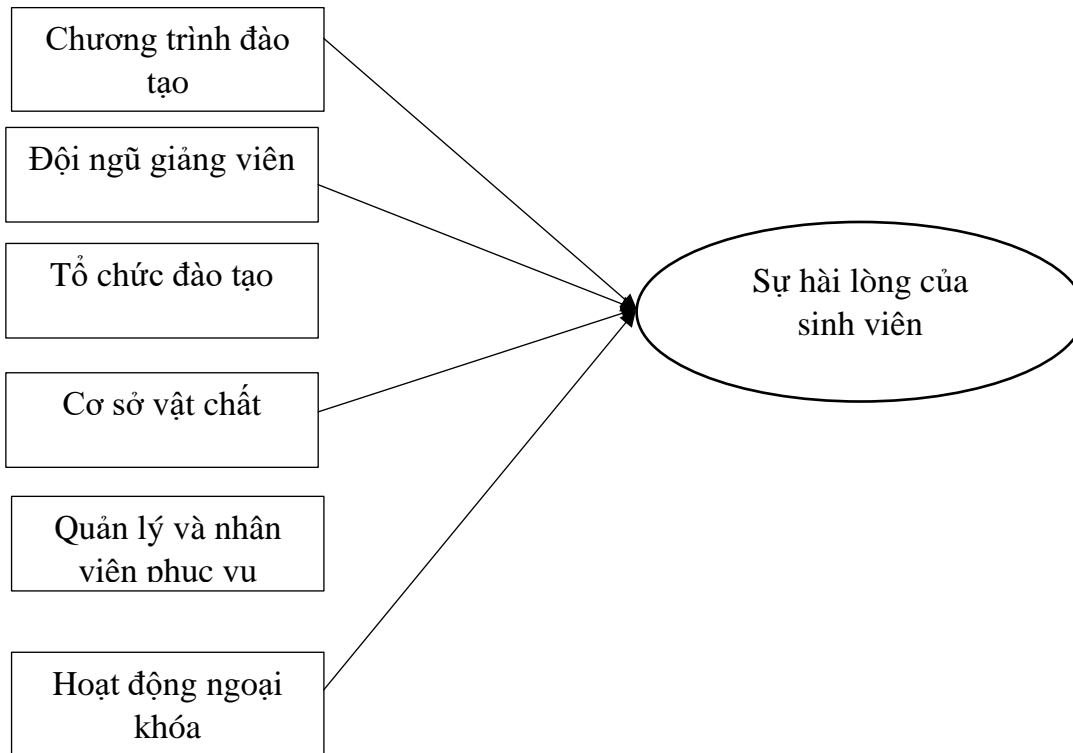 Chương trình đào
tạo
Đội ngũ giảng viên
Tổ chức đào tạo
Cơ sở vật chất
Quản lý và nhân
viên phục vụ
Hoạt động ngoại
khóa
Sự hài lòng của
sinh viên